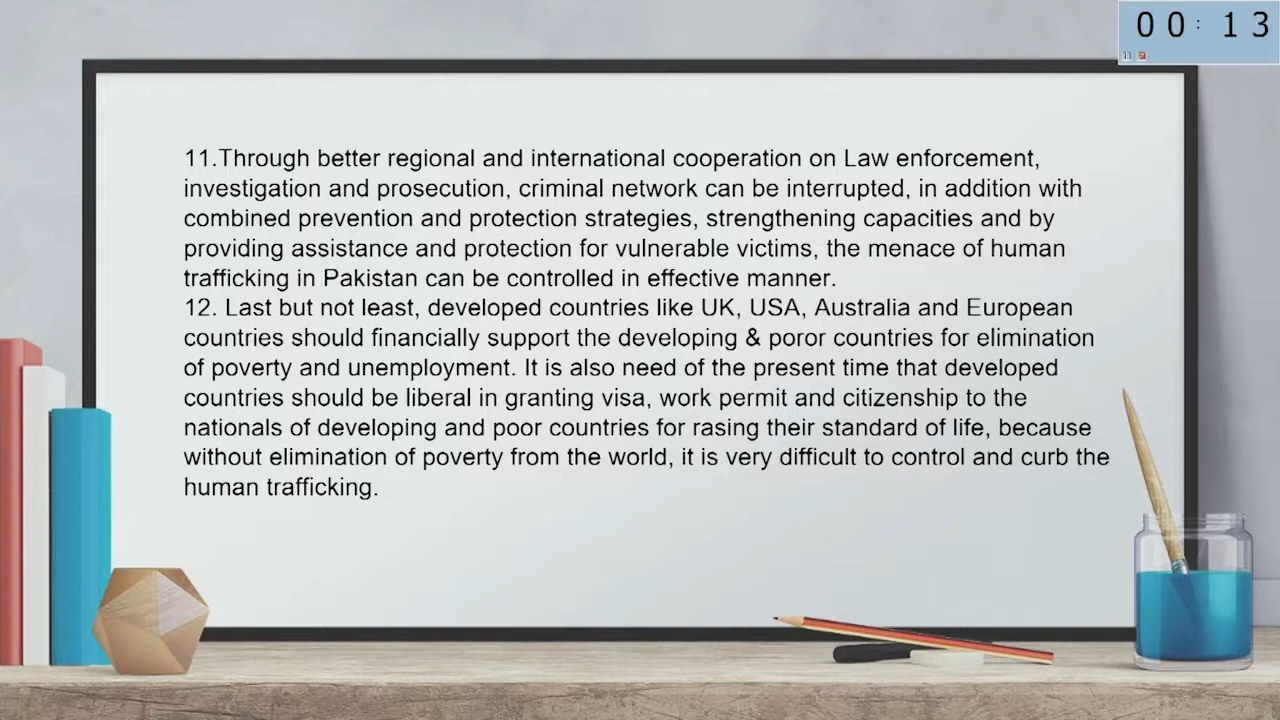 00:13
11.Through better regional and international cooperation on Law enforcement,
investigation and prosecution, criminal network can be interrupted, in addition with
combined prevention and protection strategies, strengthening capacities and by
providing assistance and protection for vulnerable victims, the menace of human
trafficking in Pakistan can be controlled in effective manner.
12. Last but not least, developed countries like UK, USA, Australia and European
countries should financially support the developing & poror countries for elimination
of poverty and unemployment. It is also need of the present time that developed
countries should be liberal in granting visa, work permit and citizenship to the
nationals of developing and poor countries for rasing their standard of life, because
without elimination of poverty from the world, it is very difficult to control and curb the
human trafficking.